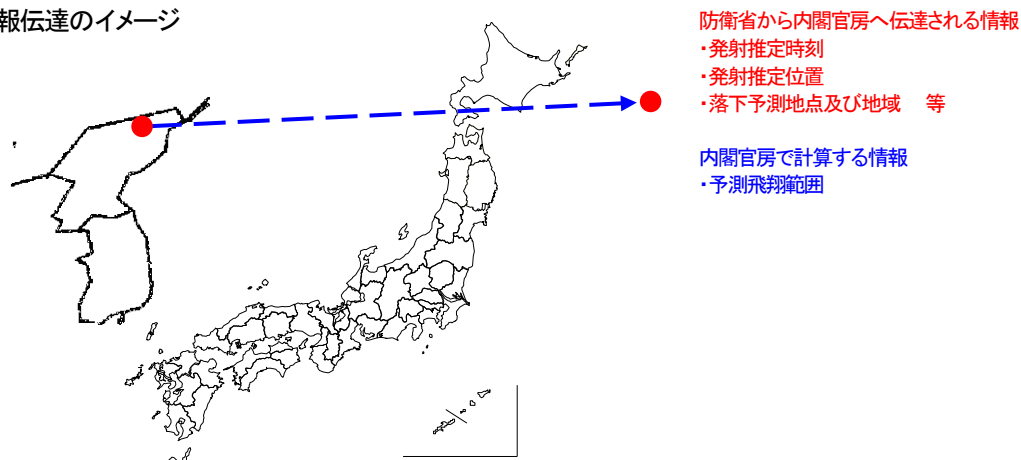 報伝達のイメージ
防衛省から内閣官房へ伝達される情報
・発射推定時刻
・発射推定位置
・落下予測地点及び地域　等
内閣官房で計算する情報
・予測飛翔範囲